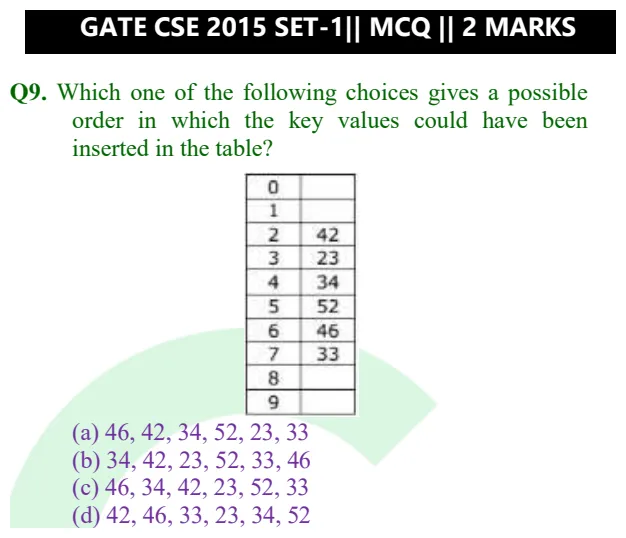 GATE CSE 2015 SET-1|| MCQ || 2 MARKS
Q9. Which one of the following choices gives a possible
order in which the key values could have been
inserted in the table?
0
1
2 42
3 23
4 34
5 52
6 46
7 33
8
9
(a) 46, 42, 34, 52, 23, 33
(b) 34, 42, 23, 52, 33, 46
(c) 46, 34, 42, 23, 52, 33
(d) 42, 46, 33, 23, 34, 52